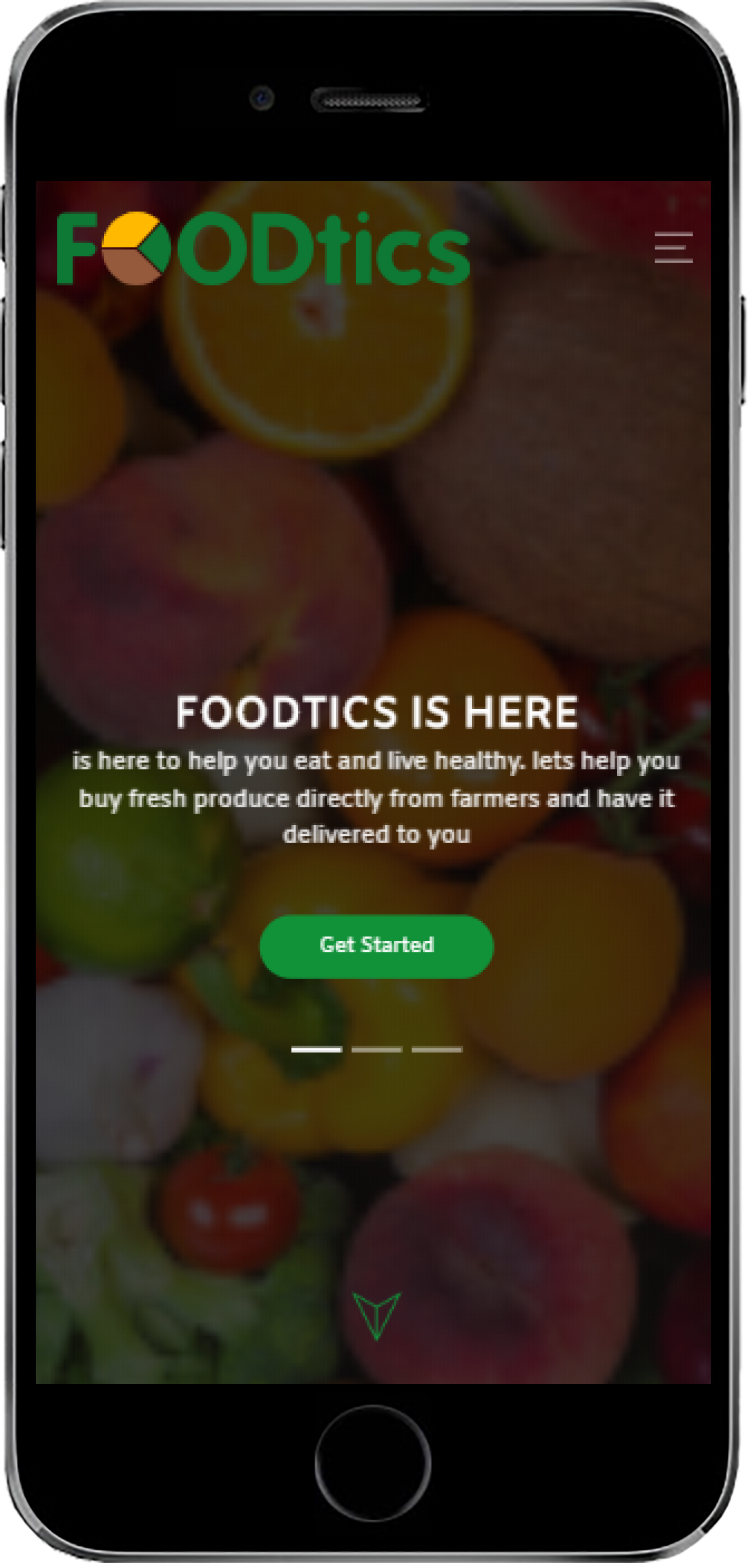 FOODtics
FOODTICS IS HERE
is here to help you eat and live healthy. lets help you
buy fresh produce directly from farmers and have it
delivered to you
Get Started